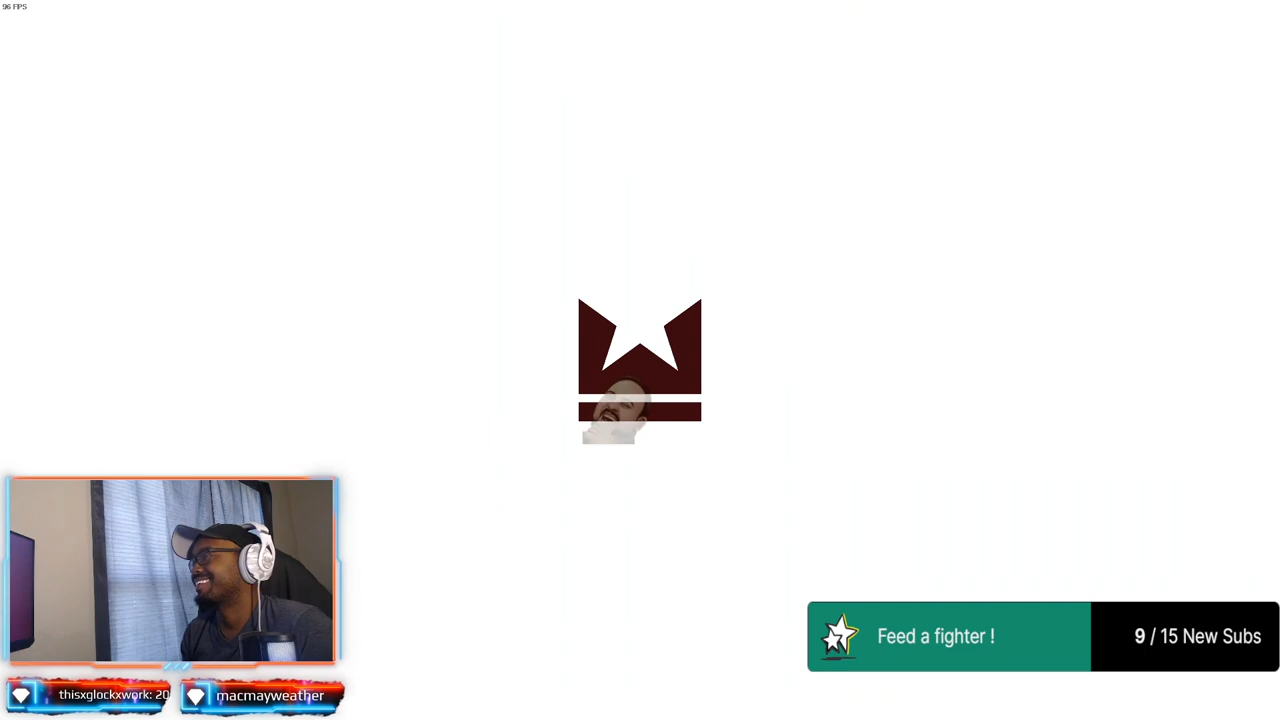 96 FPS
Feed a fighter !
9 / 15 New Subs
thisxglockxwork: 20
macmayweather